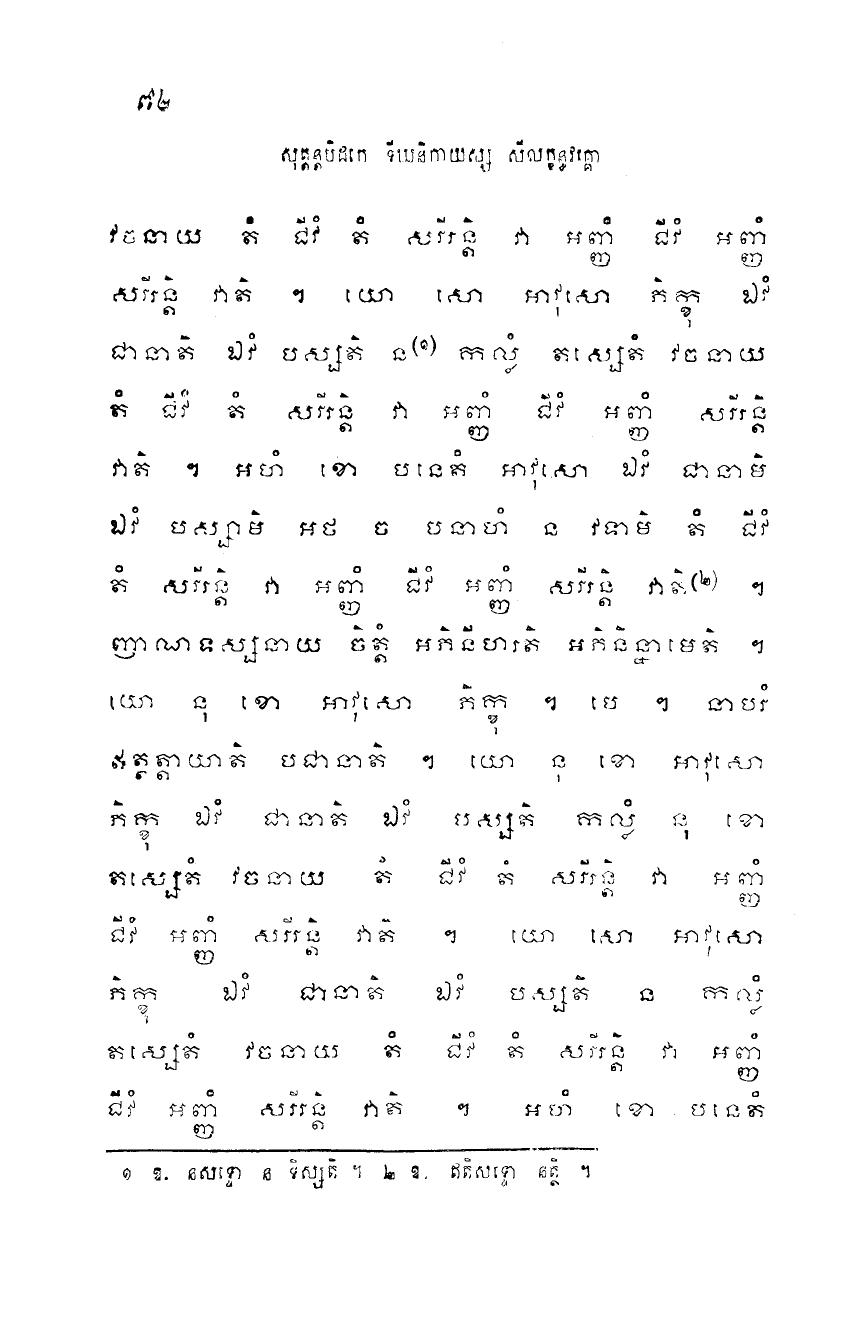 ៧២
សុត្តន្តបិដកេ ទីឃនិកាយស្ស សីលក្ខន្ធវគ្គោ
វចនាយ តំ ជីវំ តំ សរីរន្តិ វា អញ្ញំ ជីវំ អញ្ញំ
សរីរន្តិ វាតិ ។ យោ សោ អាវុសោ ភិក្ខុ ឯវំ
ជានាតិ ឯវំ បស្សតិ ន(១) កល្លំ តស្សេតំ វចនាយ
តំ ជីវំ តំ សរីរន្តិ វា អញ្ញំ ជីវំ អញ្ញំ សរីរន្តិ
វាតិ ។ អហំ ខោ បនេតំ អាវុសោ ឯវំ ជានាមិ
ឯវំ បស្សាមិ អថ ច បនាហំ ន វទាមិ តំ ជីវំ
តំ សរីរន្តិ វា អញ្ញំ ជីវំ អញ្ញំ សរីរន្តិ វាតិ(២) ។
ញាណទស្សនាយ ចិត្តំ អភិនីហរតិ អភិនិន្នាមេតិ ។
យោ នុ ខោ អាវុសោ ភិក្ខុ ។ បេ ។ នាបរំ
ឥត្ថត្តាយាតិ បជានាតិ ។ យោ នុ ខោ អាវុសោ
ភិក្ខុ ឯវំ ជានាតិ ឯវំ បស្សតិ កល្លំ នុ ខោ
តស្សេតំ វចនាយ តំ ជីវំ តំ សរីរន្តិ វា អញ្ញំ
ជីវំ អញ្ញំ សរីរន្តិ វាតិ ។ យោ សោ អាវុសោ
ភិក្ខុ ឯវំ ជានាតិ ឯវំ បស្សតិ ន កល្លំ
តស្សេតំ វចនាយ តំ ជីវំ តំ សរីរន្តិ វា អញ្ញំ
ជីវំ អញ្ញំ សរីរន្តិ វាតិ ។ អហំ ខោ បនេតំ
១ ឱ. នសទ្ទោ ន ទិស្សតិ ។ ២ ឱ. ឥតិសទ្ទោ នត្ថិ ។